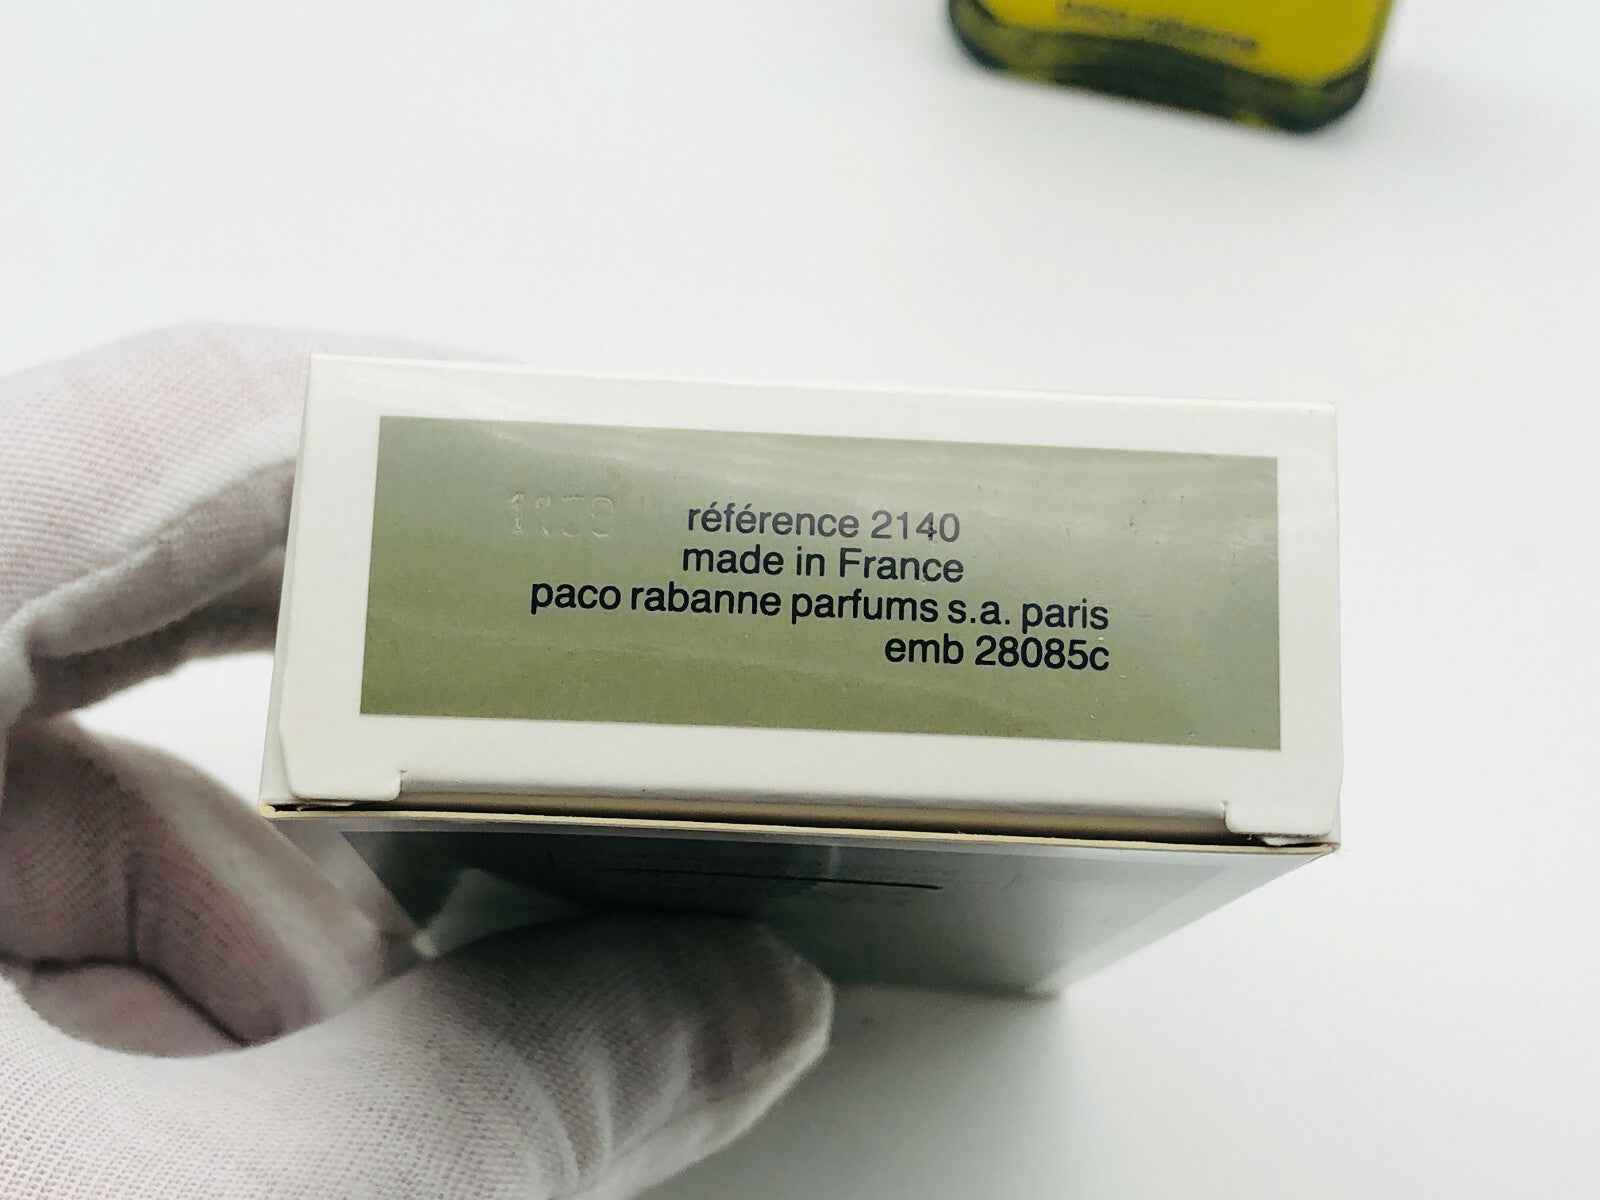 référence 2140
made in France
paco rabanne parfums s.a. paris
emb 28085c